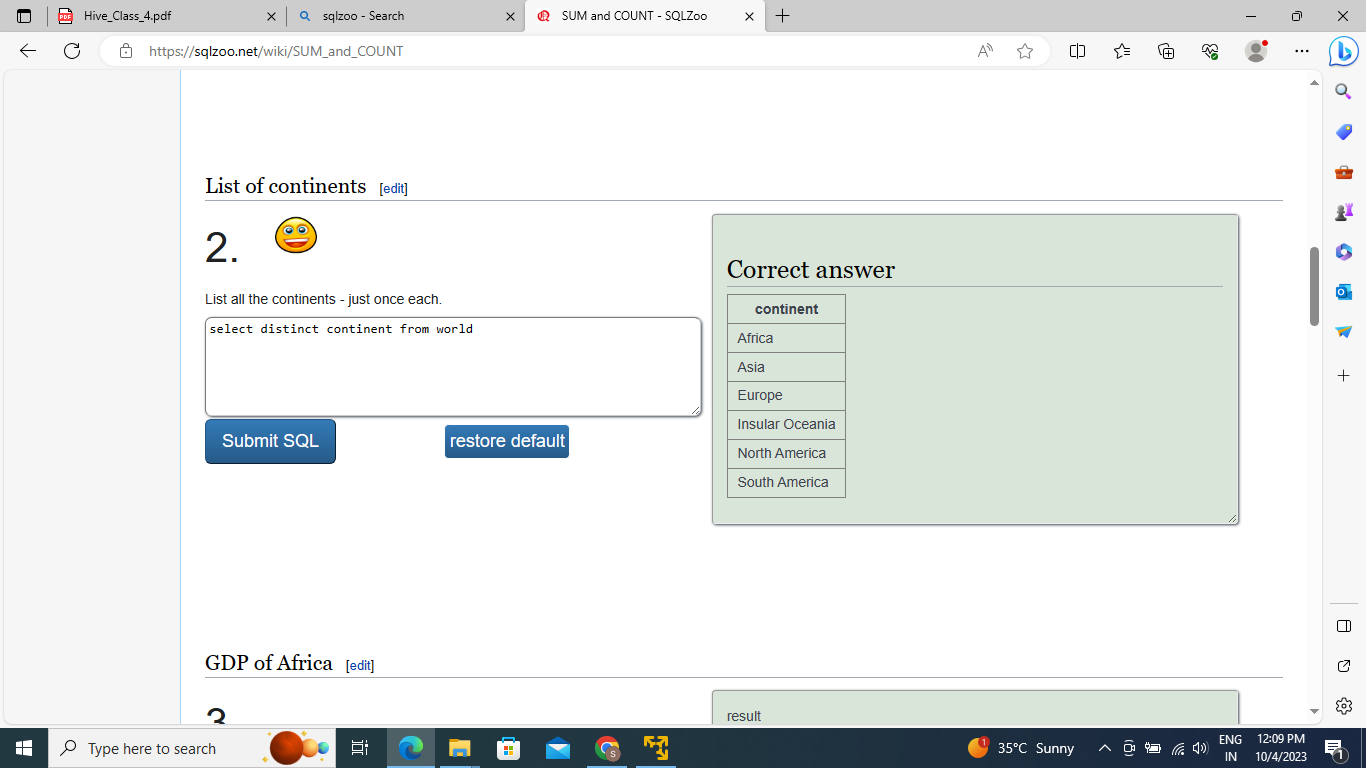 Hive_Class_4.pdf
sqlzoo - Search
SUM and COUNT - SQLZoo
https://sqlzoo.net/wiki/SUM_and_COUNT
List of continents [edit]
2.
List all the continents - just once each.
select distinct continent from world
Submit SQL
restore default
Correct answer
continent
Africa
Asia
Europe
Insular Oceania
North America
South America
GDP of Africa [edit]
3
result
Type here to search
1
35°C Sunny
ENG
IN
12:09 PM
10/4/2023
1